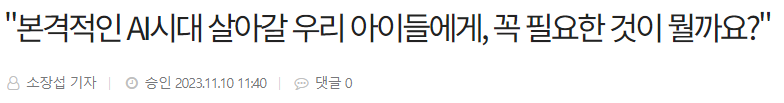 "본격적인 AI시대 살아갈 우리 아이들에게, 꼭 필요한 것이 뭘까요?"
소장섭 기자 승인 2023.11.10 11:40 댓글 0